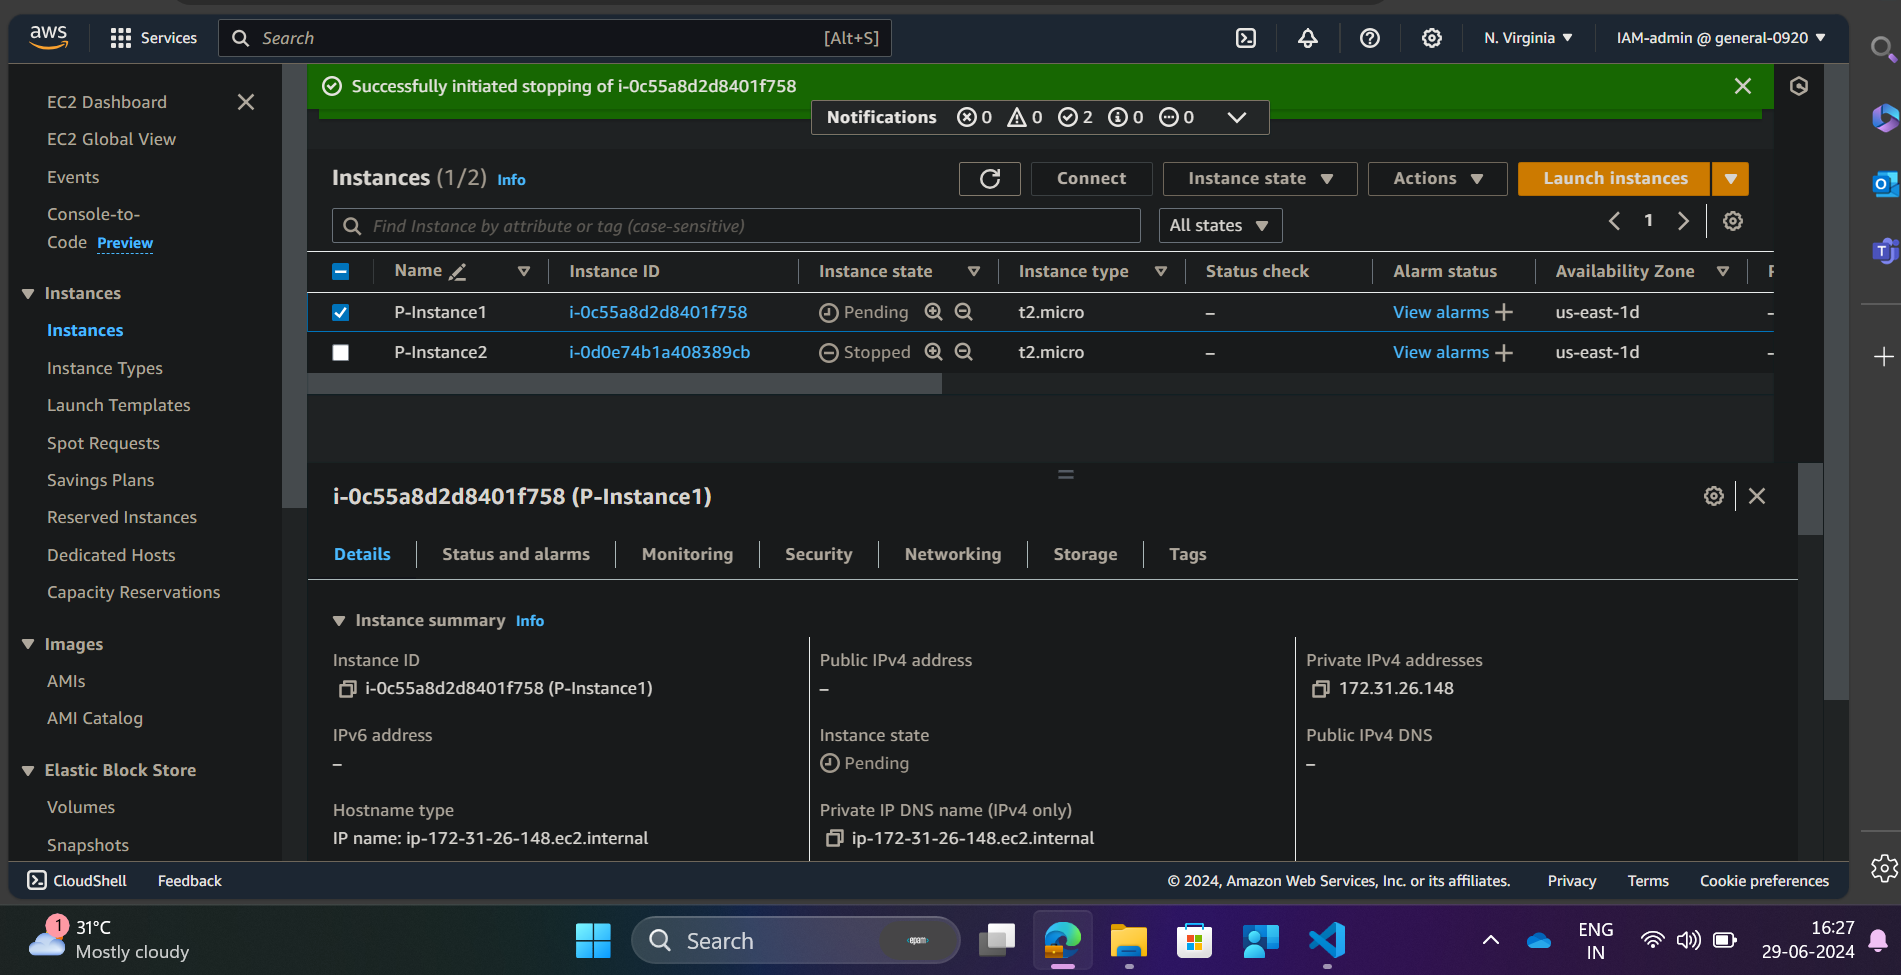 aws
Services
Search
[Alt+S]
N. Virginia
IAM-admin @ general-0920
EC2 Dashboard
EC2 Global View
Events
Console-to-
Code Preview
Instances
Instances
Instance Types
Launch Templates
Spot Requests
Savings Plans
Reserved Instances
Dedicated Hosts
Capacity Reservations
Images
AMIs
AMI Catalog
Elastic Block Store
Volumes
Snapshots
Successfully initiated stopping of i-0c55a8d2d8401f758
Notifications 0 0 2 0 0
Instances (1/2) Info
Connect
Instance state
Actions
Launch instances
Find Instance by attribute or tag (case-sensitive)
All states
1
Name Instance ID Instance state Instance type Status check Alarm status Availability Zone
P-Instance1 i-0c55a8d2d8401f758 Pending t2.micro – View alarms + us-east-1d –
P-Instance2 i-0d0e74b1a408389cb Stopped t2.micro – View alarms + us-east-1d –
i-0c55a8d2d8401f758 (P-Instance1)
Details
Status and alarms
Monitoring
Security
Networking
Storage
Tags
Instance summary Info
Instance ID
i-0c55a8d2d8401f758 (P-Instance1)
Public IPv4 address
–
Private IPv4 addresses
172.31.26.148
IPv6 address
–
Instance state
Pending
Public IPv4 DNS
–
Hostname type
IP name: ip-172-31-26-148.ec2.internal
Private IP DNS name (IPv4 only)
ip-172-31-26-148.ec2.internal
CloudShell
Feedback
© 2024, Amazon Web Services, Inc. or its affiliates.
Privacy
Terms
Cookie preferences
1
31°C
Mostly cloudy
Search
epam
ENG
IN
16:27
29-06-2024